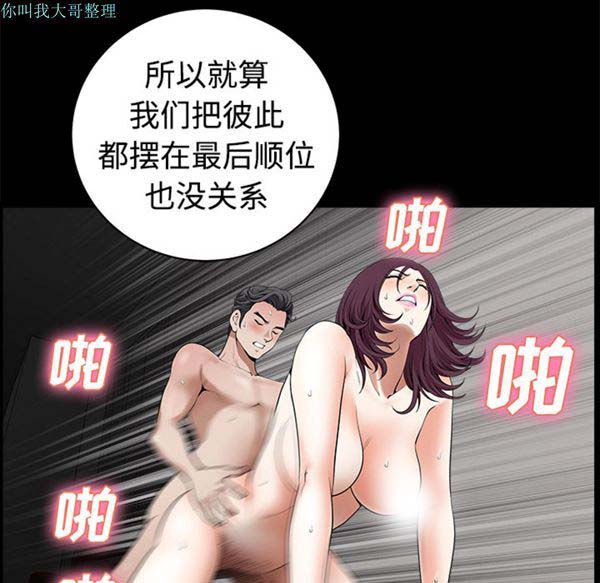 你叫我大哥整理
所以就算
我们把彼此
都摆在最后顺位
也没关系
啪
啪
啪
啪